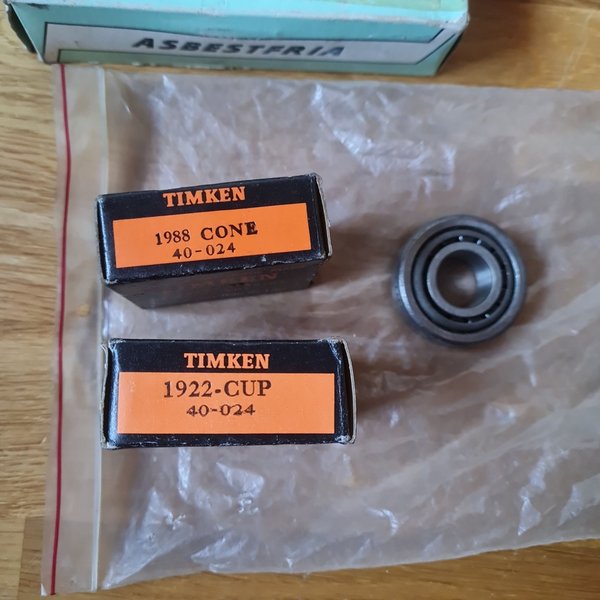 ASBESTFRIA
TIMKEN
1988 CONE
40-024
TIMKEN
1922-CUP
40-024